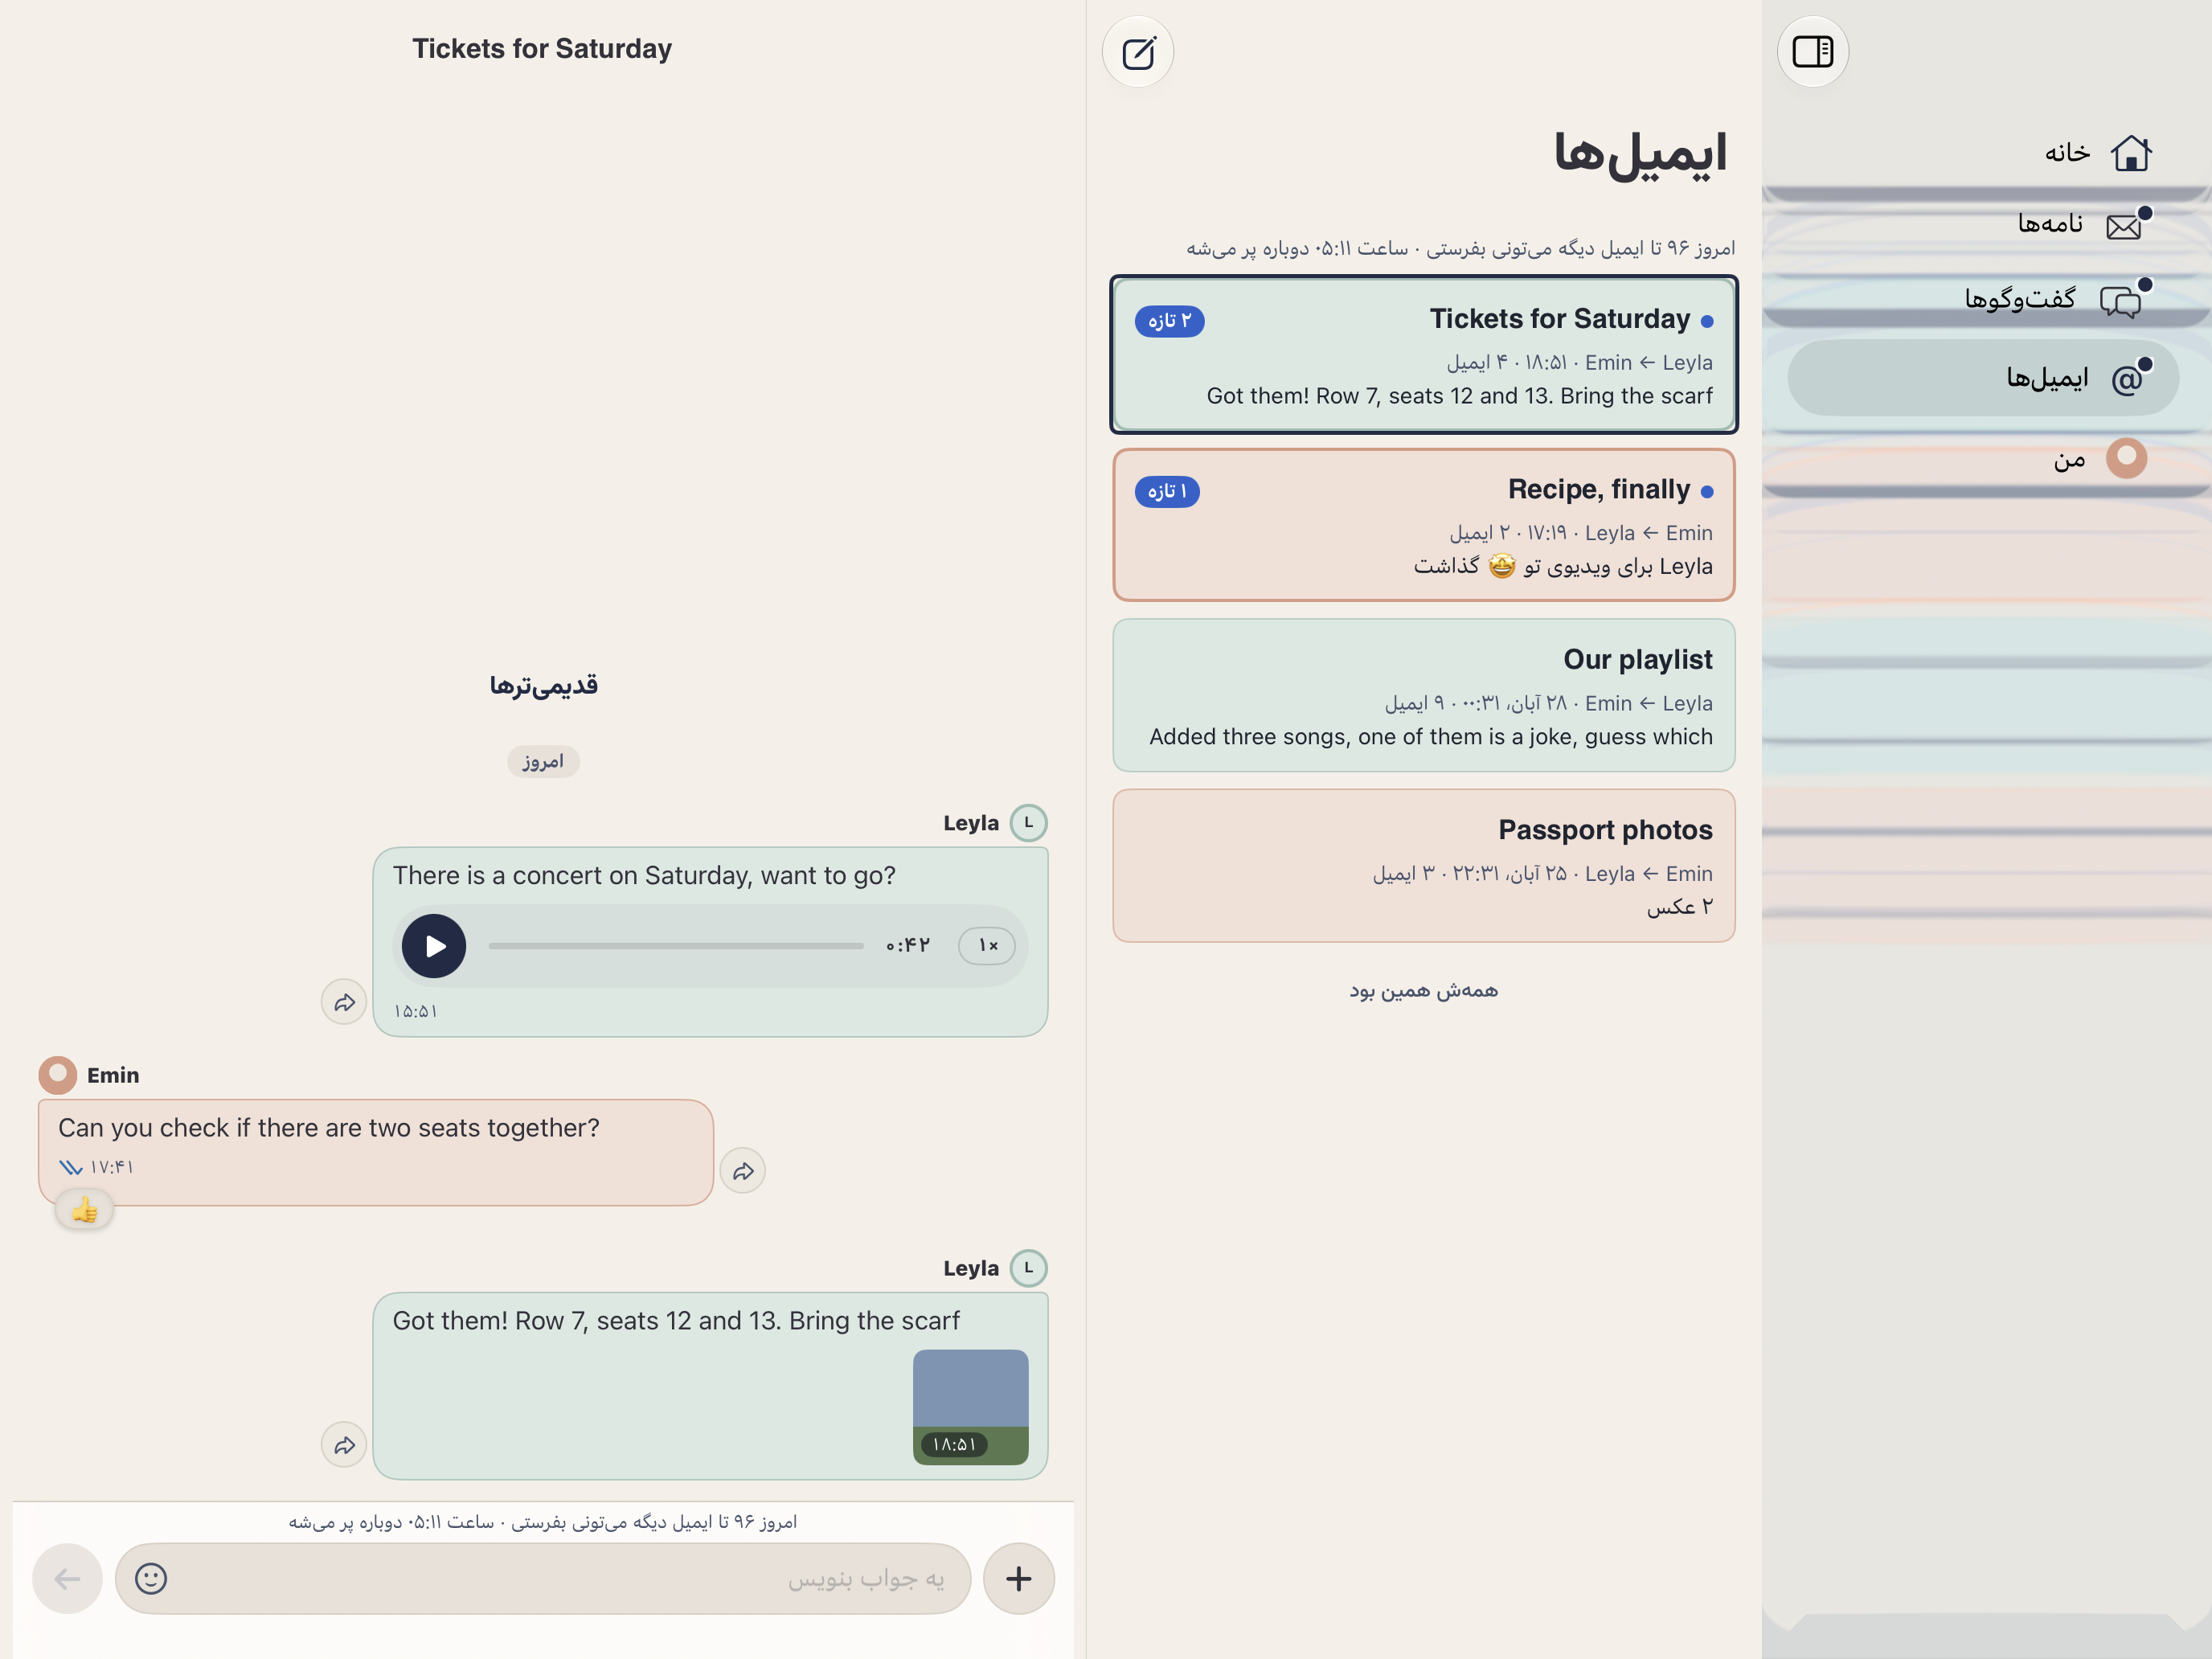 خانه
نامه‌ها
گفت‌وگوها
@ ایمیل‌ها
من
ایمیل‌ها
امروز ۹۶ تا ایمیل دیگه می‌تونی بفرستی · ساعت ۰۵:۱۱ دوباره پر می‌شه
Tickets for Saturday
۲ تازه
Emin ← Leyla · ۱۸:۵۱ · ۴ ایمیل
Got them! Row 7, seats 12 and 13. Bring the scarf
Recipe, finally
۱ تازه
Leyla ← Emin · ۱۷:۱۹ · ۲ ایمیل
Leyla برای ویدیوی تو 🤩 گذاشت
Our playlist
Emin ← Leyla · ۲۸ آبان، ۰۰:۳۱ · ۹ ایمیل
Added three songs, one of them is a joke, guess which
Passport photos
Leyla ← Emin · ۲۵ آبان، ۲۲:۳۱ · ۳ ایمیل
۲ عکس
همه‌ش همین بود
Tickets for Saturday
قدیمی‌ترها
امروز
Leyla L
There is a concert on Saturday, want to go?
۰:۴۲ ۱×
۱۵:۵۱
Emin
Can you check if there are two seats together?
۱۷:۴۱
👍
Leyla L
Got them! Row 7, seats 12 and 13. Bring the scarf
۱۸:۵۱
امروز ۹۶ تا ایمیل دیگه می‌تونی بفرستی · ساعت ۰۵:۱۱ دوباره پر می‌شه
یه جواب بنویس